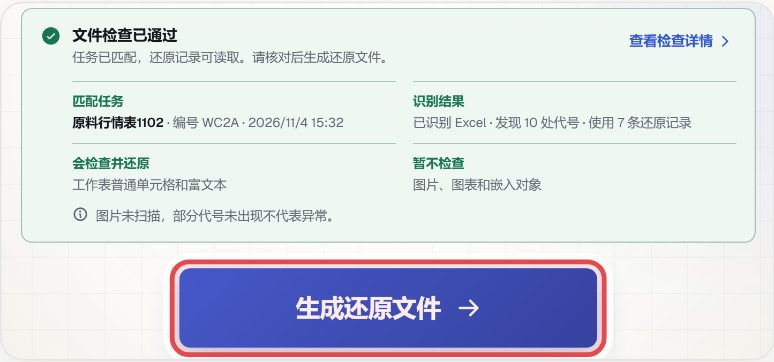 文件检查已通过
任务已匹配，还原记录可读取。请核对后生成还原文件。
查看检查详情
匹配任务
原料行情表1102 · 编号 WC2A · 2026/11/4 15:32
识别结果
已识别 Excel · 发现 10 处代号 · 使用 7 条还原记录
会检查并还原
工作表普通单元格和富文本
暂不检查
图片、图表和嵌入对象
图片未扫描，部分代号未出现不代表异常。
生成还原文件 →